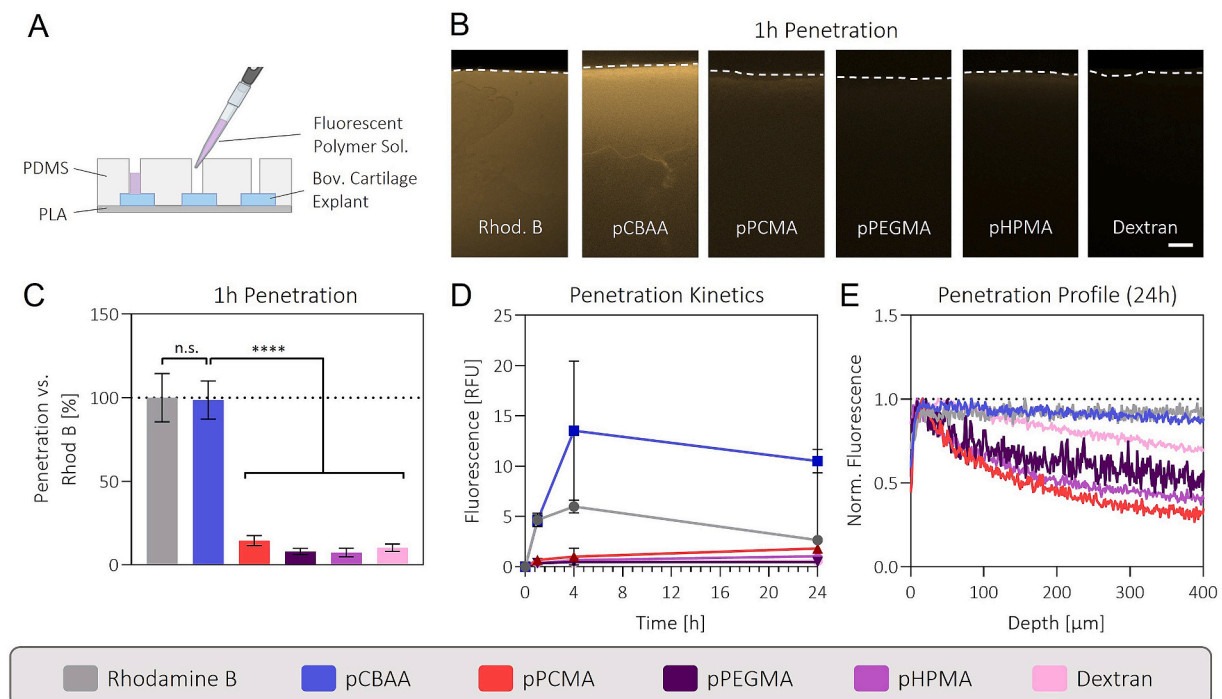 A
Fluorescent
Polymer Sol.
PDMS
Bov. Cartilage
Explant
PLA
B
1h Penetration
Rhod. B
pCBAA
pPCMA
pPEGMA
pHPMA
Dextran
C
1h Penetration
Penetration vs.
Rhod B [%]
150
100
50
0
n.s.
****
D
Penetration Kinetics
Fluorescence [RFU]
25
20
15
10
5
0
0 4 8 12 16 20 24
Time [h]
E
Penetration Profile (24h)
Norm. Fluorescence
1.5
1.0
0.5
0.0
0 100 200 300 400
Depth [µm]
Rhodamine B
pCBAA
pPCMA
pPEGMA
pHPMA
Dextran